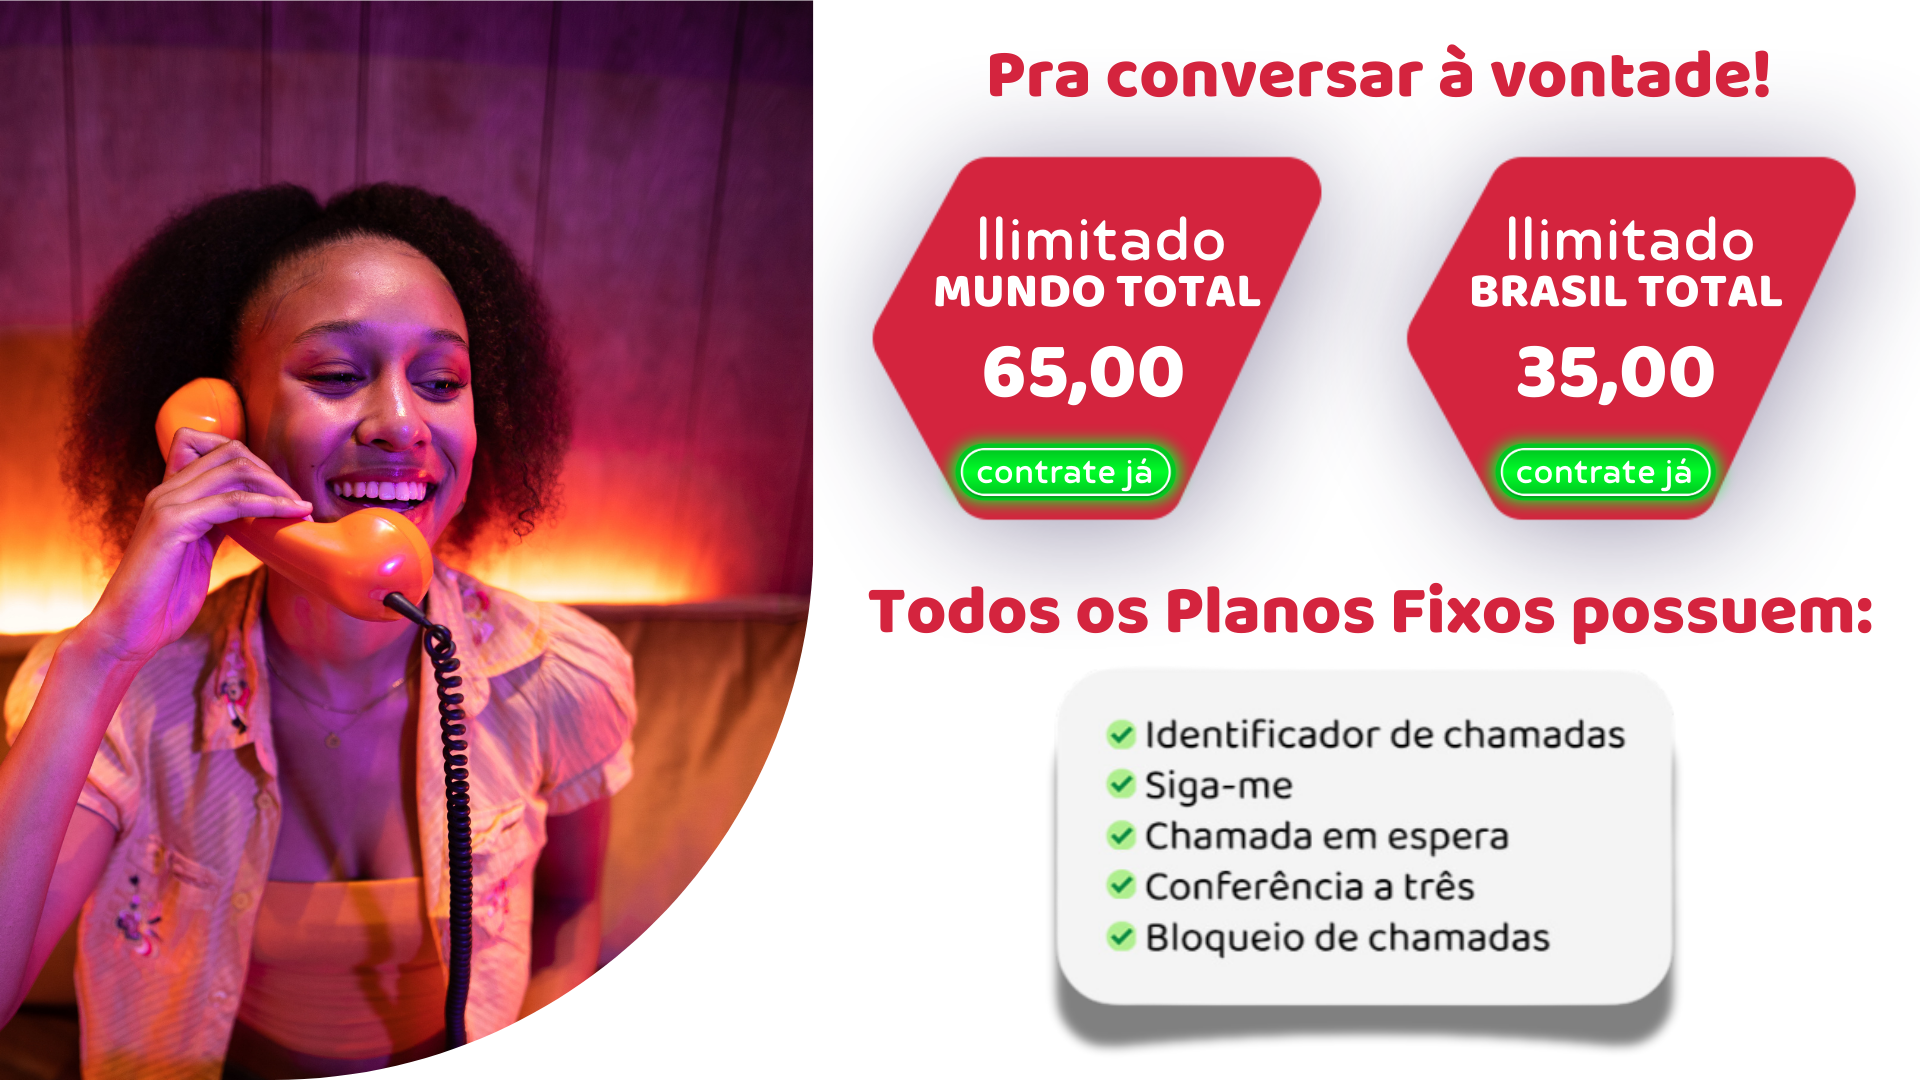 Pra conversar à vontade!
Ilimitado
MUNDO TOTAL
65,00
contrate já
Ilimitado
BRASIL TOTAL
35,00
contrate já
Todos os Planos Fixos possuem:
Identificador de chamadas
Siga-me
Chamada em espera
Conferência a três
Bloqueio de chamadas